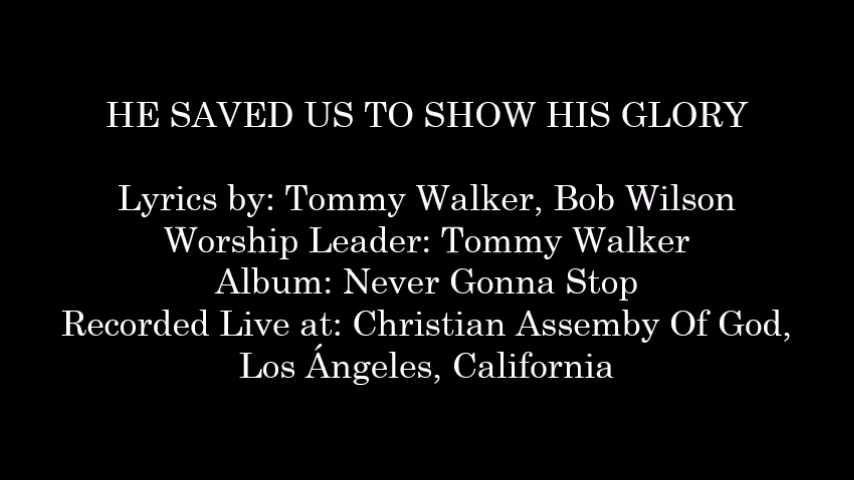 HE SAVED US TO SHOW HIS GLORY
Lyrics by: Tommy Walker, Bob Wilson
Worship Leader: Tommy Walker
Album: Never Gonna Stop
Recorded Live at: Christian Assemby Of God,
Los Ángeles, California